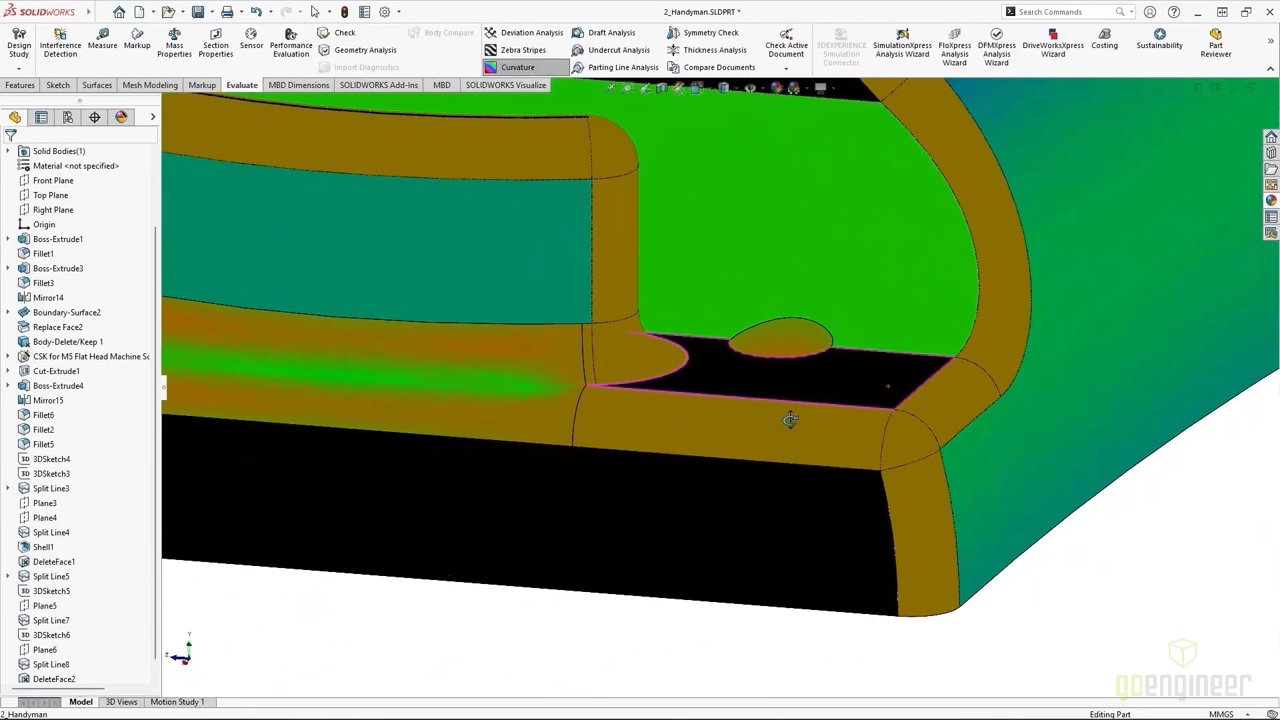 SOLIDWORKS
2_Handyman.SLDPRT *
Search Commands
Design Study
Interference Detection
Measure
Markup
Mass Properties
Section Properties
Sensor
Performance Evaluation
Check
Geometry Analysis
Import Diagnostics
Body Compare
Deviation Analysis
Zebra Stripes
Curvature
Draft Analysis
Undercut Analysis
Parting Line Analysis
Symmetry Check
Thickness Analysis
Compare Documents
Check Active Document
3DEXPERIENCE Simulation Connector
SimulationXpress Analysis Wizard
FloXpress Analysis Wizard
DFMXpress Analysis Wizard
DriveWorksXpress Wizard
Costing
Sustainability
Part Reviewer
Features Sketch Surfaces Mesh Modeling Markup Evaluate MBD Dimensions SOLIDWORKS Add-Ins MBD SOLIDWORKS Visualize
Solid Bodies(1)
Material <not specified>
Front Plane
Top Plane
Right Plane
Origin
Boss-Extrude1
Fillet1
Boss-Extrude3
Fillet3
Mirror14
Boundary-Surface2
Replace Face2
Body-Delete/Keep 1
CSK for M5 Flat Head Machine Sc
Cut-Extrude1
Boss-Extrude4
Mirror15
Fillet6
Fillet2
Fillet5
3D 3DSketch4
3D 3DSketch3
Split Line3
Plane3
Plane4
Split Line4
Shell1
DeleteFace1
Split Line5
3D 3DSketch5
Plane5
Split Line7
3D 3DSketch6
Plane6
Split Line8
DeleteFace2
Y
Z
goengineer
Model 3D Views Motion Study 1
2_Handyman
Editing Part
MMGS